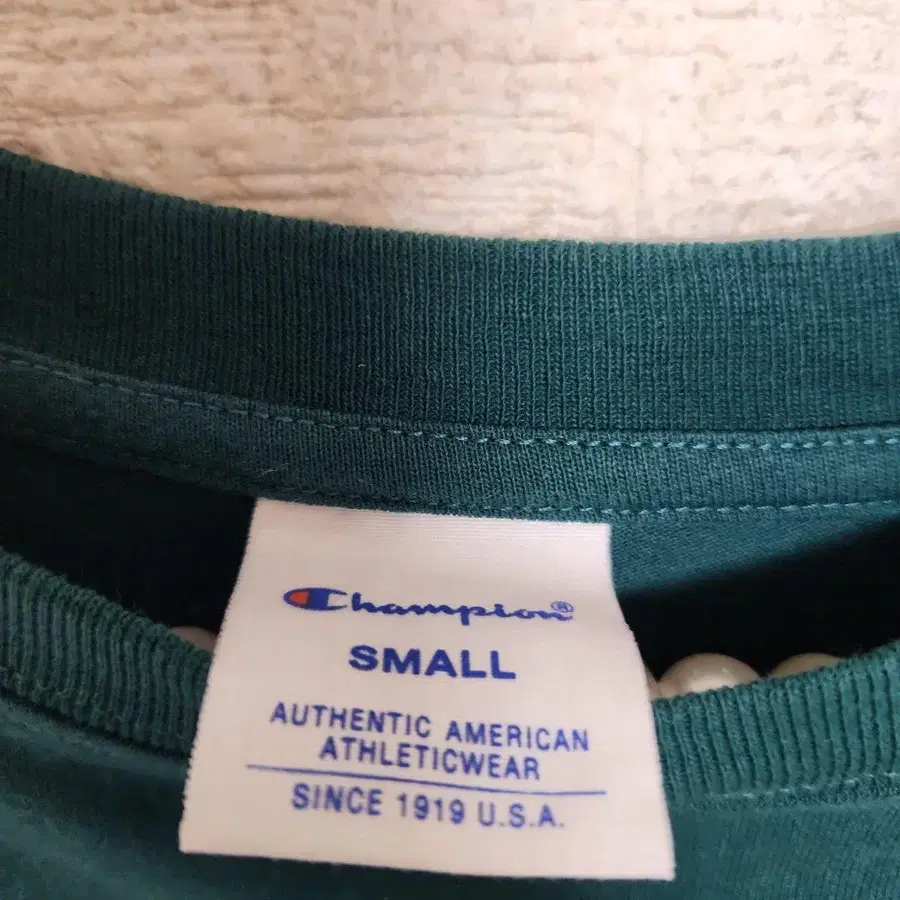 Champion®
SMALL
AUTHENTIC AMERICAN
ATHLETICWEAR
SINCE 1919 U.S.A.